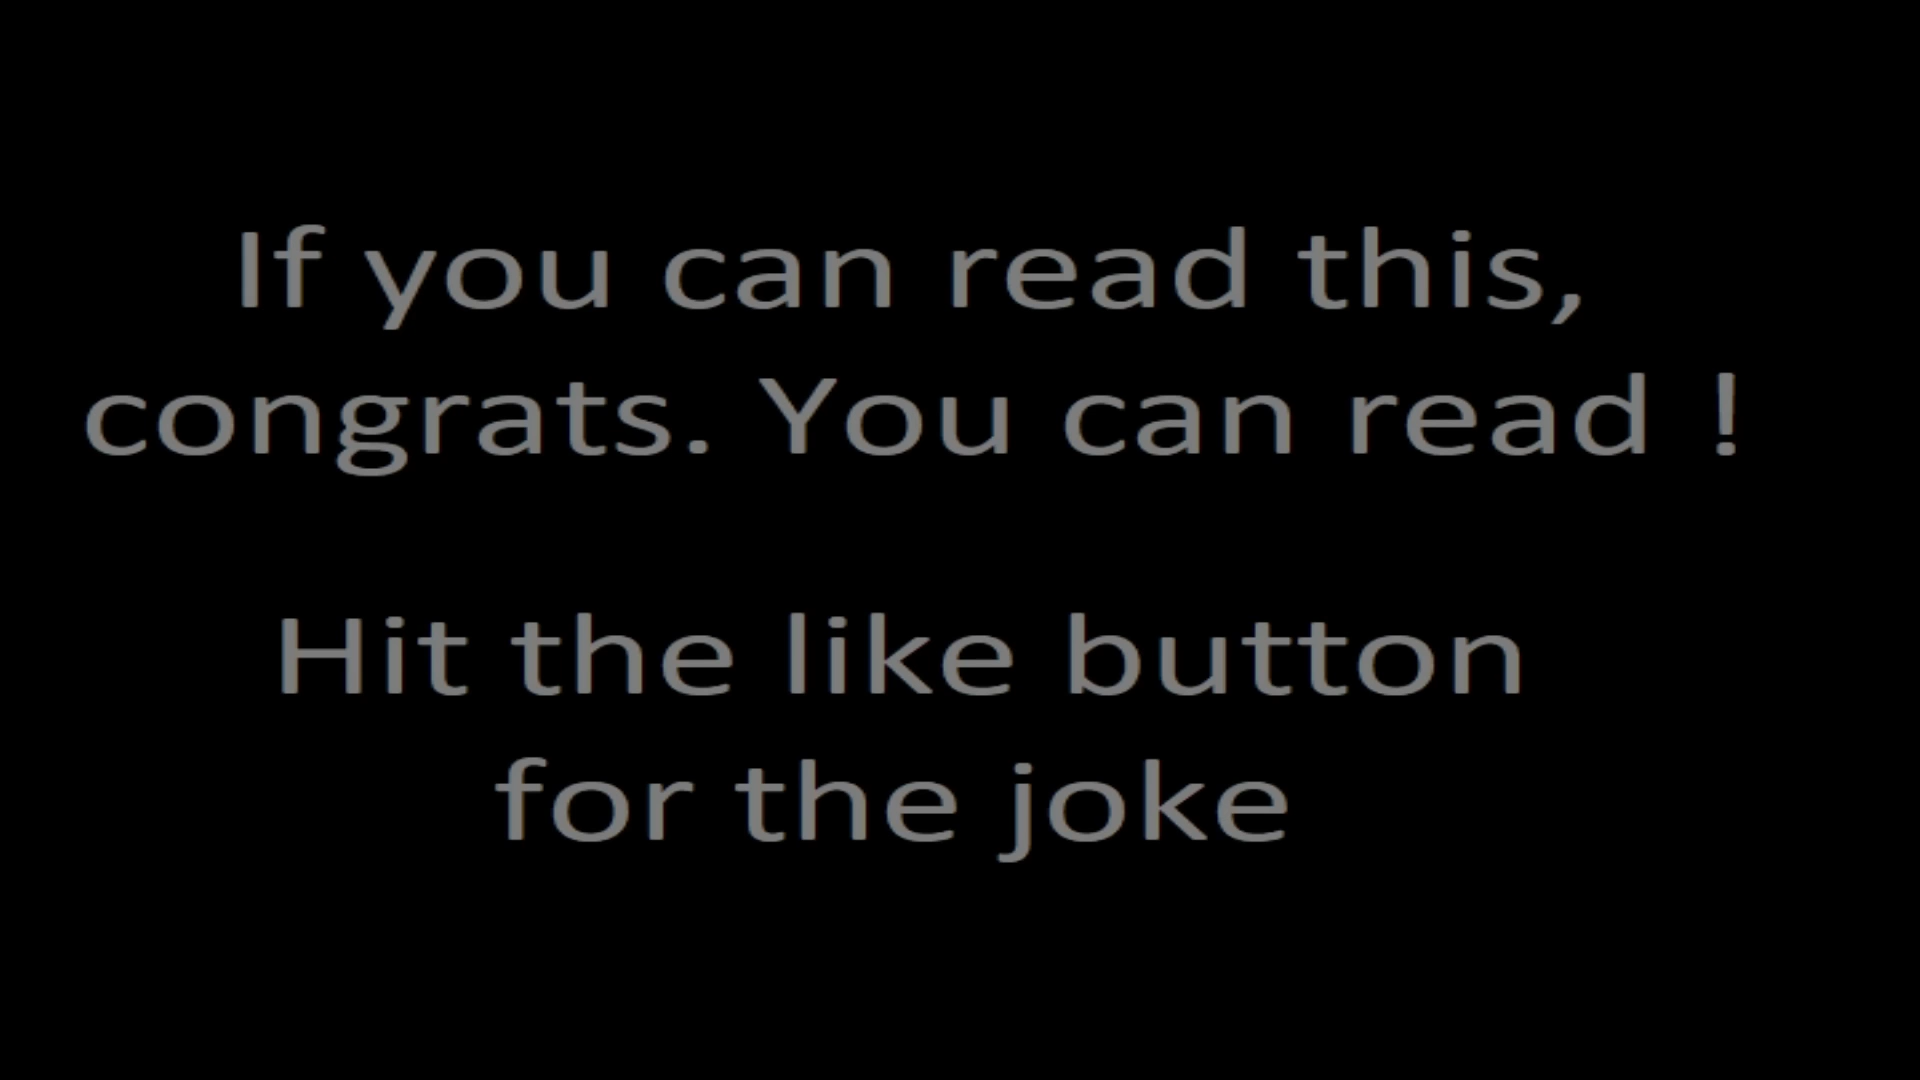 If you can read this,
congrats. You can read !
Hit the like button
for the joke